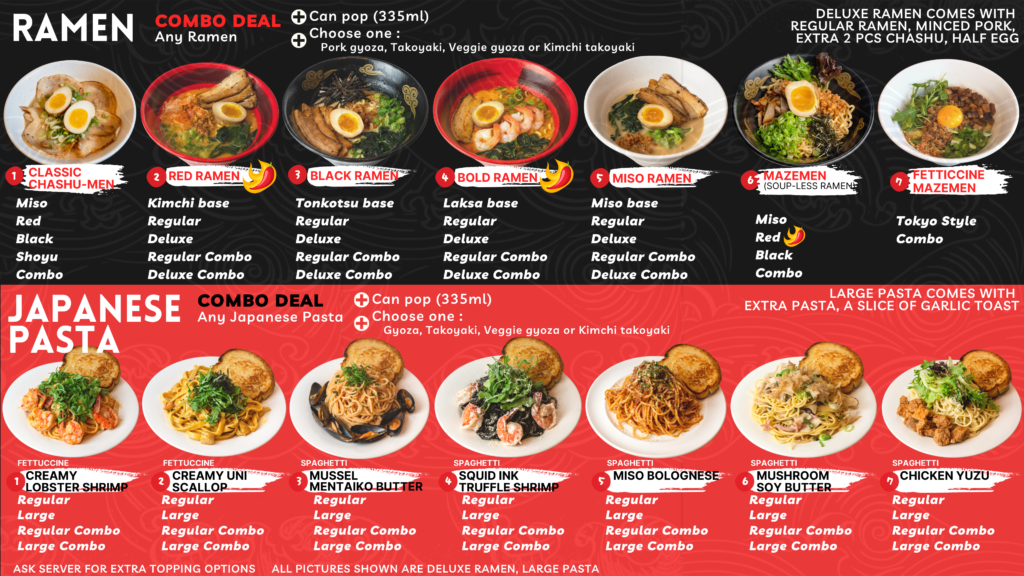 RAMEN
COMBO DEAL
Any Ramen
Can pop (335ml)
Choose one :
Pork gyoza, Takoyaki, Veggie gyoza or Kimchi takoyaki
DELUXE RAMEN COMES WITH
REGULAR RAMEN, MINCED PORK,
EXTRA 2 PCS CHASHU, HALF EGG
1 CLASSIC
CHASHU-MEN
Miso
Red
Black
Shoyu
Combo
2 RED RAMEN
Kimchi base
Regular
Deluxe
Regular Combo
Deluxe Combo
3 BLACK RAMEN
Tonkotsu base
Regular
Deluxe
Regular Combo
Deluxe Combo
4 BOLD RAMEN
Laksa base
Regular
Deluxe
Regular Combo
Deluxe Combo
5 MISO RAMEN
Miso base
Regular
Deluxe
Regular Combo
Deluxe Combo
6 MAZEMEN
(SOUP-LESS RAMEN)
Miso
Red
Black
Combo
7 FETTICCINE
MAZEMEN
Tokyo Style
Combo
JAPANESE
PASTA
COMBO DEAL
Any Japanese Pasta
Can pop (335ml)
Choose one :
Gyoza, Takoyaki, Veggie gyoza or Kimchi takoyaki
LARGE PASTA COMES WITH
EXTRA PASTA, A SLICE OF GARLIC TOAST
FETTUCCINE
1 CREAMY
LOBSTER SHRIMP
Regular
Large
Regular Combo
Large Combo
FETTUCCINE
2 CREAMY UNI
SCALLOP
Regular
Large
Regular Combo
Large Combo
SPAGHETTI
3 MUSSEL
MENTAIKO BUTTER
Regular
Large
Regular Combo
Large Combo
SPAGHETTI
4 SQUID INK
TRUFFLE SHRIMP
Regular
Large
Regular Combo
Large Combo
SPAGHETTI
5 MISO BOLOGNESE
Regular
Large
Regular Combo
Large Combo
SPAGHETTI
6 MUSHROOM
SOY BUTTER
Regular
Large
Regular Combo
Large Combo
SPAGHETTI
7 CHICKEN YUZU
Regular
Large
Regular Combo
Large Combo
ASK SERVER FOR EXTRA TOPPING OPTIONS
ALL PICTURES SHOWN ARE DELUXE RAMEN, LARGE PASTA